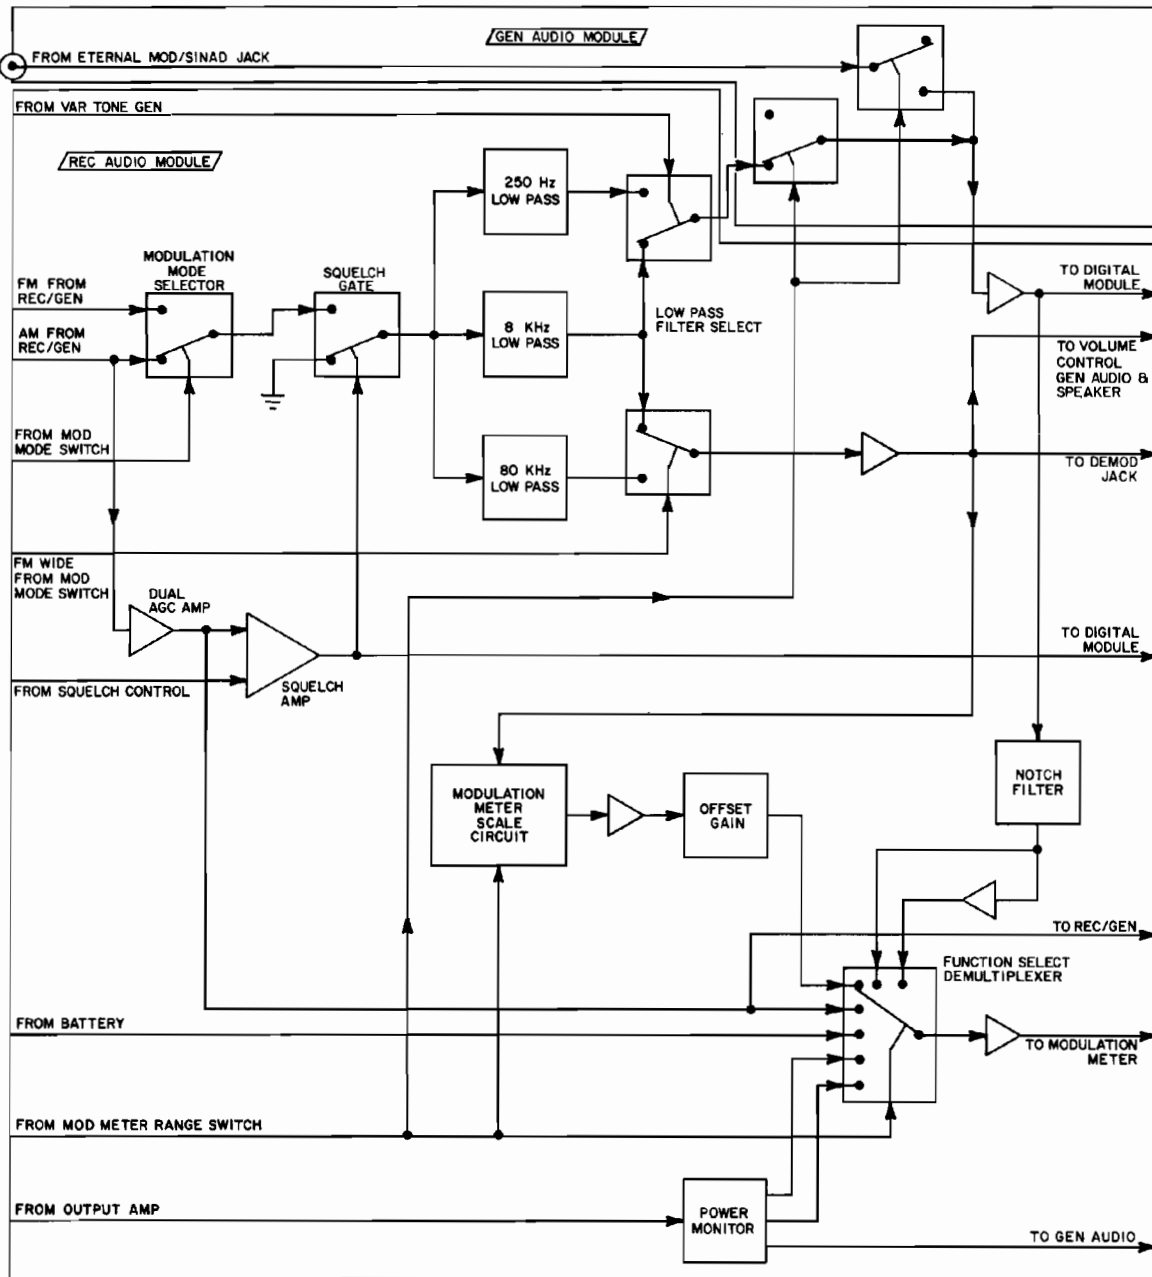 GEN AUDIO MODULE
FROM ETERNAL MOD/SINAD JACK
FROM VAR TONE GEN
REC AUDIO MODULE
250 Hz
LOW PASS
MODULATION
MODE
SELECTOR
SQUELCH
GATE
FM FROM
REC/GEN
AM FROM
REC/GEN
8 KHz
LOW PASS
LOW PASS
FILTER SELECT
TO DIGITAL
MODULE
TO VOLUME
CONTROL
GEN AUDIO &
SPEAKER
FROM MOD
MODE SWITCH
80 KHz
LOW PASS
TO DEMOD
JACK
FM WIDE
FROM MOD
MODE SWITCH
DUAL
AGC AMP
TO DIGITAL
MODULE
FROM SQUELCH CONTROL
SQUELCH
AMP
MODULATION
METER
SCALE
CIRCUIT
OFFSET
GAIN
NOTCH
FILTER
TO REC/GEN
FUNCTION SELECT
DEMULTIPLEXER
FROM BATTERY
TO MODULATION
METER
FROM MOD METER RANGE SWITCH
FROM OUTPUT AMP
POWER
MONITOR
TO GEN AUDIO